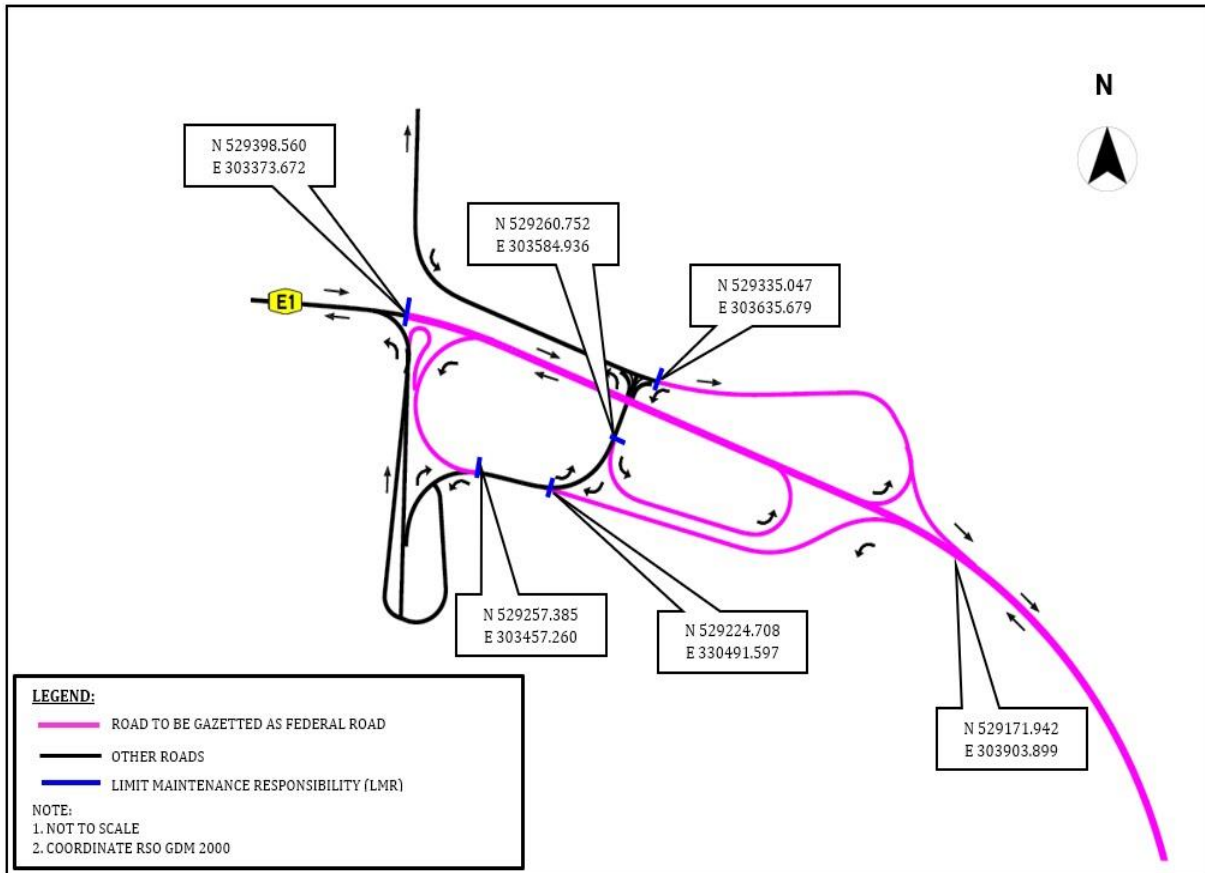 N
N 529398.560
E 303373.672
N 529260.752
E 303584.936
N 529335.047
E 303635.679
E1
N 529257.385
E 303457.260
N 529224.708
E 330491.597
N 529171.942
E 303903.899
LEGEND:
ROAD TO BE GAZETTED AS FEDERAL ROAD
OTHER ROADS
LIMIT MAINTENANCE RESPONSIBILITY (LMR)
NOTE:
1. NOT TO SCALE
2. COORDINATE RSO GDM 2000